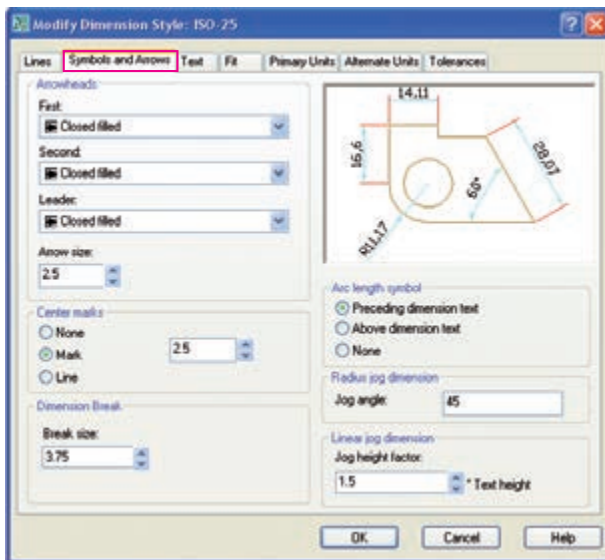 Modify Dimension Style: ISO-25
Lines Symbols and Arrows Text Fit Primary Units Alternate Units Tolerances
Arrowheads
First:
Closed filled
Second:
Closed filled
Leader:
Closed filled
Arrow size:
2.5
Center marks
None
Mark
2.5
Line
Dimension Break
Break size:
3.75
14,11
16,6
28,07
60°
R11,17
Arc length symbol
Preceding dimension text
Above dimension text
None
Radius jog dimension
Jog angle: 45
Linear jog dimension
Jog height factor:
1.5 * Text height
OK Cancel Help